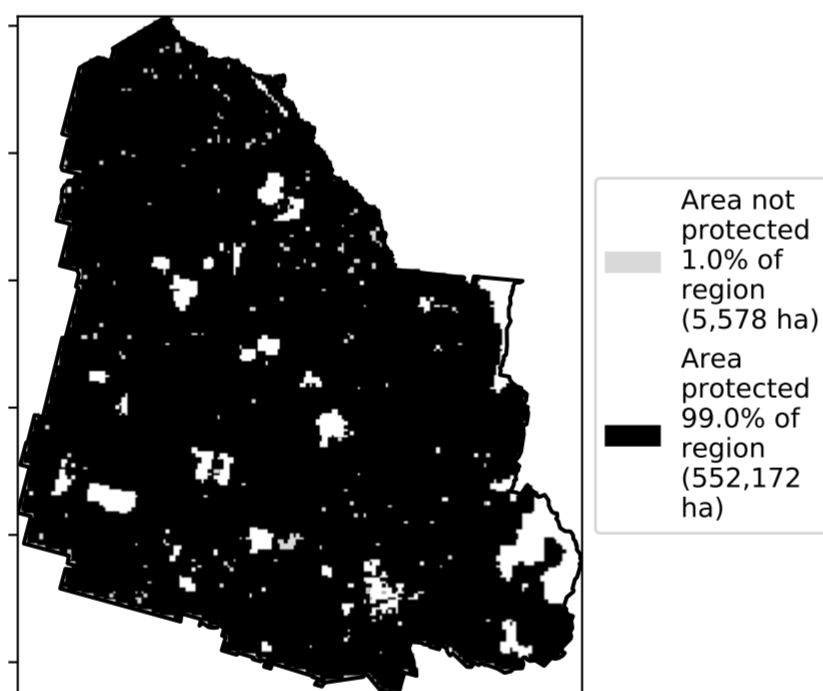 Area not
protected
1.0% of
region
(5,578 ha)
Area
protected
99.0% of
region
(552,172
ha)